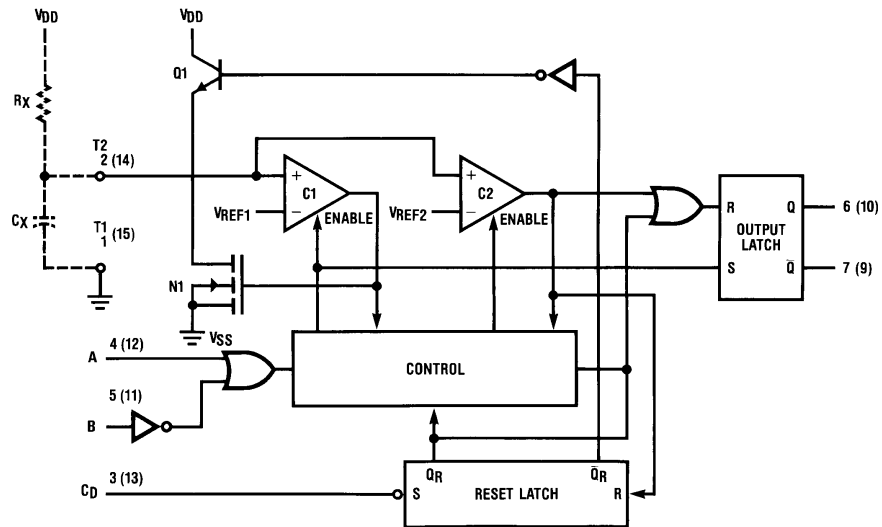 VDD
VDD
Q1
RX
T2
2 (14)
+
C1
−
VREF1
ENABLE
+
C2
−
VREF2
ENABLE
R
Q
6 (10)
OUTPUT
LATCH
S
Q̄
7 (9)
CX
T1
1 (15)
N1
VSS
A
4 (12)
CONTROL
5 (11)
B
QR
Q̄R
CD
3 (13)
S
RESET LATCH
R